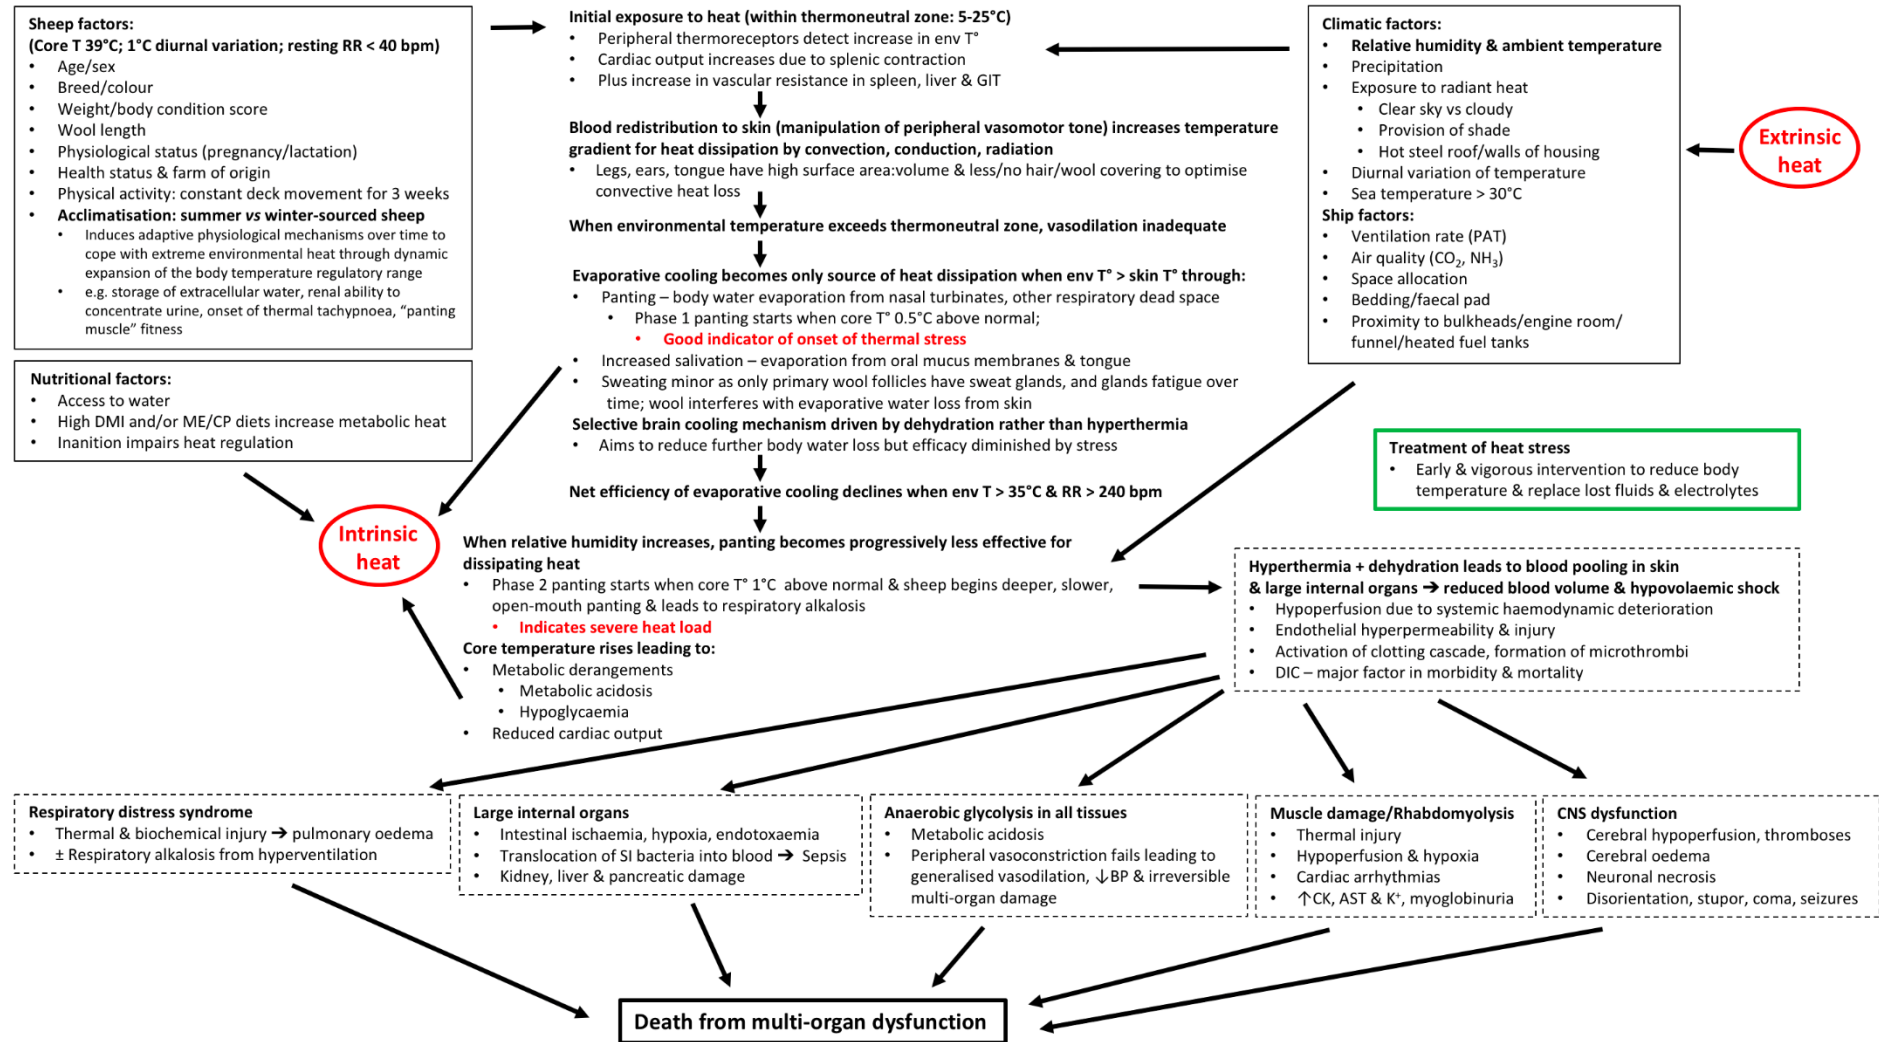 Sheep factors:
(Core T 39°C; 1°C diurnal variation; resting RR < 40 bpm)
• Age/sex
• Breed/colour
• Weight/body condition score
• Wool length
• Physiological status (pregnancy/lactation)
• Health status & farm of origin
• Physical activity: constant deck movement for 3 weeks
• Acclimatisation: summer vs winter-sourced sheep
• Induces adaptive physiological mechanisms over time to
cope with extreme environmental heat through dynamic
expansion of the body temperature regulatory range
• e.g. storage of extracellular water, renal ability to
concentrate urine, onset of thermal tachypnoea, “panting
muscle” fitness
Nutritional factors:
• Access to water
• High DMI and/or ME/CP diets increase metabolic heat
• Inanition impairs heat regulation
Intrinsic
heat
Initial exposure to heat (within thermoneutral zone: 5-25°C)
• Peripheral thermoreceptors detect increase in env T°
• Cardiac output increases due to splenic contraction
• Plus increase in vascular resistance in spleen, liver & GIT
Blood redistribution to skin (manipulation of peripheral vasomotor tone) increases temperature
gradient for heat dissipation by convection, conduction, radiation
• Legs, ears, tongue have high surface area:volume & less/no hair/wool covering to optimise
convective heat loss
When environmental temperature exceeds thermoneutral zone, vasodilation inadequate
Evaporative cooling becomes only source of heat dissipation when env T° > skin T° through:
• Panting – body water evaporation from nasal turbinates, other respiratory dead space
• Phase 1 panting starts when core T° 0.5°C above normal;
• Good indicator of onset of thermal stress
• Increased salivation – evaporation from oral mucus membranes & tongue
• Sweating minor as only primary wool follicles have sweat glands, and glands fatigue over
time; wool interferes with evaporative water loss from skin
Selective brain cooling mechanism driven by dehydration rather than hyperthermia
• Aims to reduce further body water loss but efficacy diminished by stress
Net efficiency of evaporative cooling declines when env T > 35°C & RR > 240 bpm
When relative humidity increases, panting becomes progressively less effective for
dissipating heat
• Phase 2 panting starts when core T° 1°C above normal & sheep begins deeper, slower,
open-mouth panting & leads to respiratory alkalosis
• Indicates severe heat load
Core temperature rises leading to:
• Metabolic derangements
• Metabolic acidosis
• Hypoglycaemia
• Reduced cardiac output
Climatic factors:
• Relative humidity & ambient temperature
• Precipitation
• Exposure to radiant heat
• Clear sky vs cloudy
• Provision of shade
• Hot steel roof/walls of housing
• Diurnal variation of temperature
• Sea temperature > 30°C
Ship factors:
• Ventilation rate (PAT)
• Air quality (CO₂, NH₃)
• Space allocation
• Bedding/faecal pad
• Proximity to bulkheads/engine room/
funnel/heated fuel tanks
Extrinsic
heat
Treatment of heat stress
• Early & vigorous intervention to reduce body
temperature & replace lost fluids & electrolytes
Hyperthermia + dehydration leads to blood pooling in skin
& large internal organs ➔ reduced blood volume & hypovolaemic shock
• Hypoperfusion due to systemic haemodynamic deterioration
• Endothelial hyperpermeability & injury
• Activation of clotting cascade, formation of microthrombi
• DIC – major factor in morbidity & mortality
Respiratory distress syndrome
• Thermal & biochemical injury ➔ pulmonary oedema
• ± Respiratory alkalosis from hyperventilation
Large internal organs
• Intestinal ischaemia, hypoxia, endotoxaemia
• Translocation of SI bacteria into blood ➔ Sepsis
• Kidney, liver & pancreatic damage
Anaerobic glycolysis in all tissues
• Metabolic acidosis
• Peripheral vasoconstriction fails leading to
generalised vasodilation, ↓BP & irreversible
multi-organ damage
Muscle damage/Rhabdomyolysis
• Thermal injury
• Hypoperfusion & hypoxia
• Cardiac arrhythmias
• ↑CK, AST & K⁺, myoglobinuria
CNS dysfunction
• Cerebral hypoperfusion, thromboses
• Cerebral oedema
• Neuronal necrosis
• Disorientation, stupor, coma, seizures
Death from multi-organ dysfunction